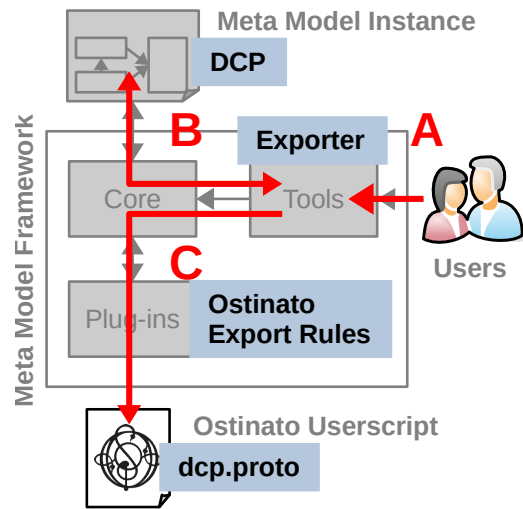 Meta Model Instance
DCP
B
A
Exporter
Core
Tools
Meta Model Framework
Users
C
Plug-ins
Ostinato
Export Rules
Ostinato Userscript
dcp.proto